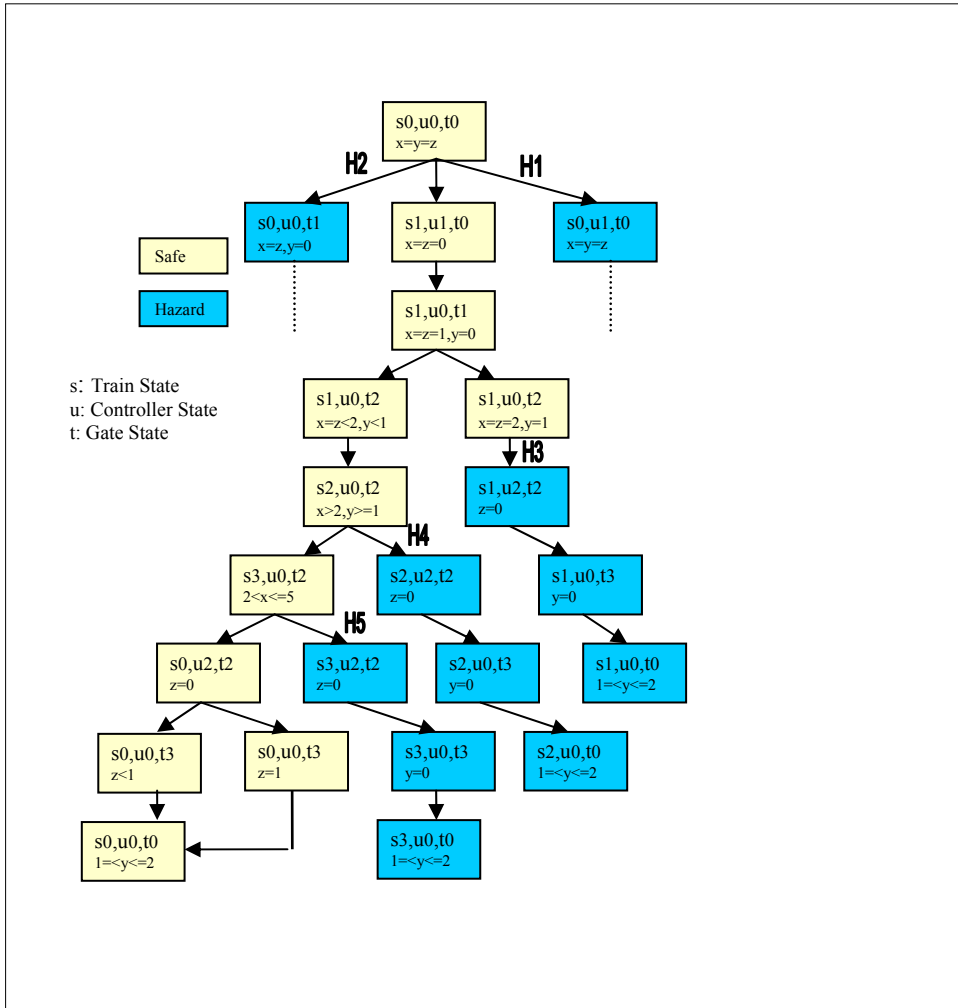 s0,u0,t0
x=y=z
H2
H1
s0,u0,t1
x=z,y=0
s1,u1,t0
x=z=0
s0,u1,t0
x=y=z
Safe
Hazard
s1,u0,t1
x=z=1,y=0
s: Train State
u: Controller State
t: Gate State
s1,u0,t2
x=z<2,y<1
s1,u0,t2
x=z=2,y=1
H3
s2,u0,t2
x>2,y>=1
s1,u2,t2
z=0
H4
s3,u0,t2
2<x<=5
s2,u2,t2
z=0
s1,u0,t3
y=0
H5
s0,u2,t2
z=0
s3,u2,t2
z=0
s2,u0,t3
y=0
s1,u0,t0
1=<y<=2
s0,u0,t3
z<1
s0,u0,t3
z=1
s3,u0,t3
y=0
s2,u0,t0
1=<y<=2
s0,u0,t0
1=<y<=2
s3,u0,t0
1=<y<=2